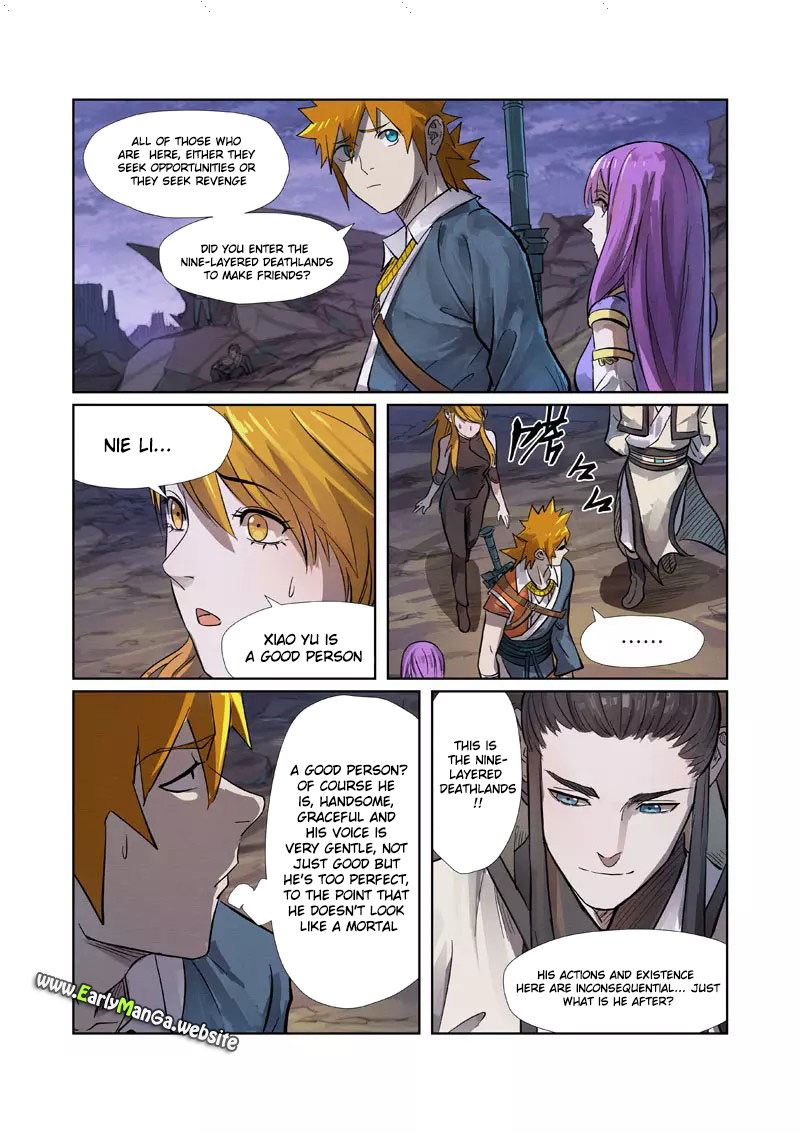 ALL OF THOSE WHO
ARE HERE, EITHER THEY
SEEK OPPORTUNITIES OR
THEY SEEK REVENGE
DID YOU ENTER THE
NINE-LAYERED DEATHLANDS
TO MAKE FRIENDS?
NIE LI...
XIAO YU IS
A GOOD PERSON
......
A GOOD PERSON?
OF COURSE HE
IS, HANDSOME,
GRACEFUL AND
HIS VOICE IS
VERY GENTLE, NOT
JUST GOOD BUT
HE'S TOO PERFECT,
TO THE POINT THAT
HE DOESN'T LOOK
LIKE A MORTAL
THIS IS
THE NINE-
LAYERED
DEATHLANDS
!!
HIS ACTIONS AND EXISTENCE
HERE ARE INCONSEQUENTIAL... JUST
WHAT IS HE AFTER?
www.EarlyManGa.website